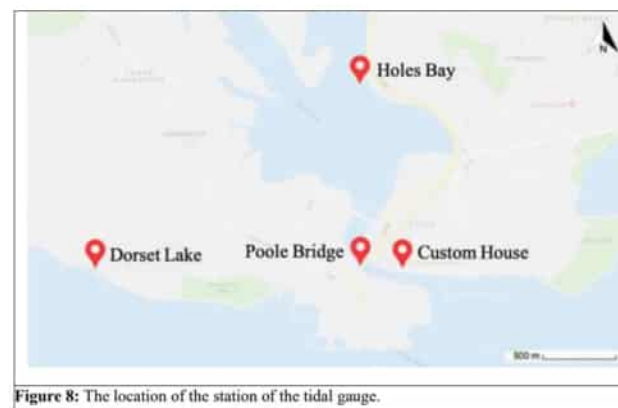 N
Holes Bay
Dorset Lake
Poole Bridge
Custom House
800 m
Figure 8: The location of the station of the tidal gauge.